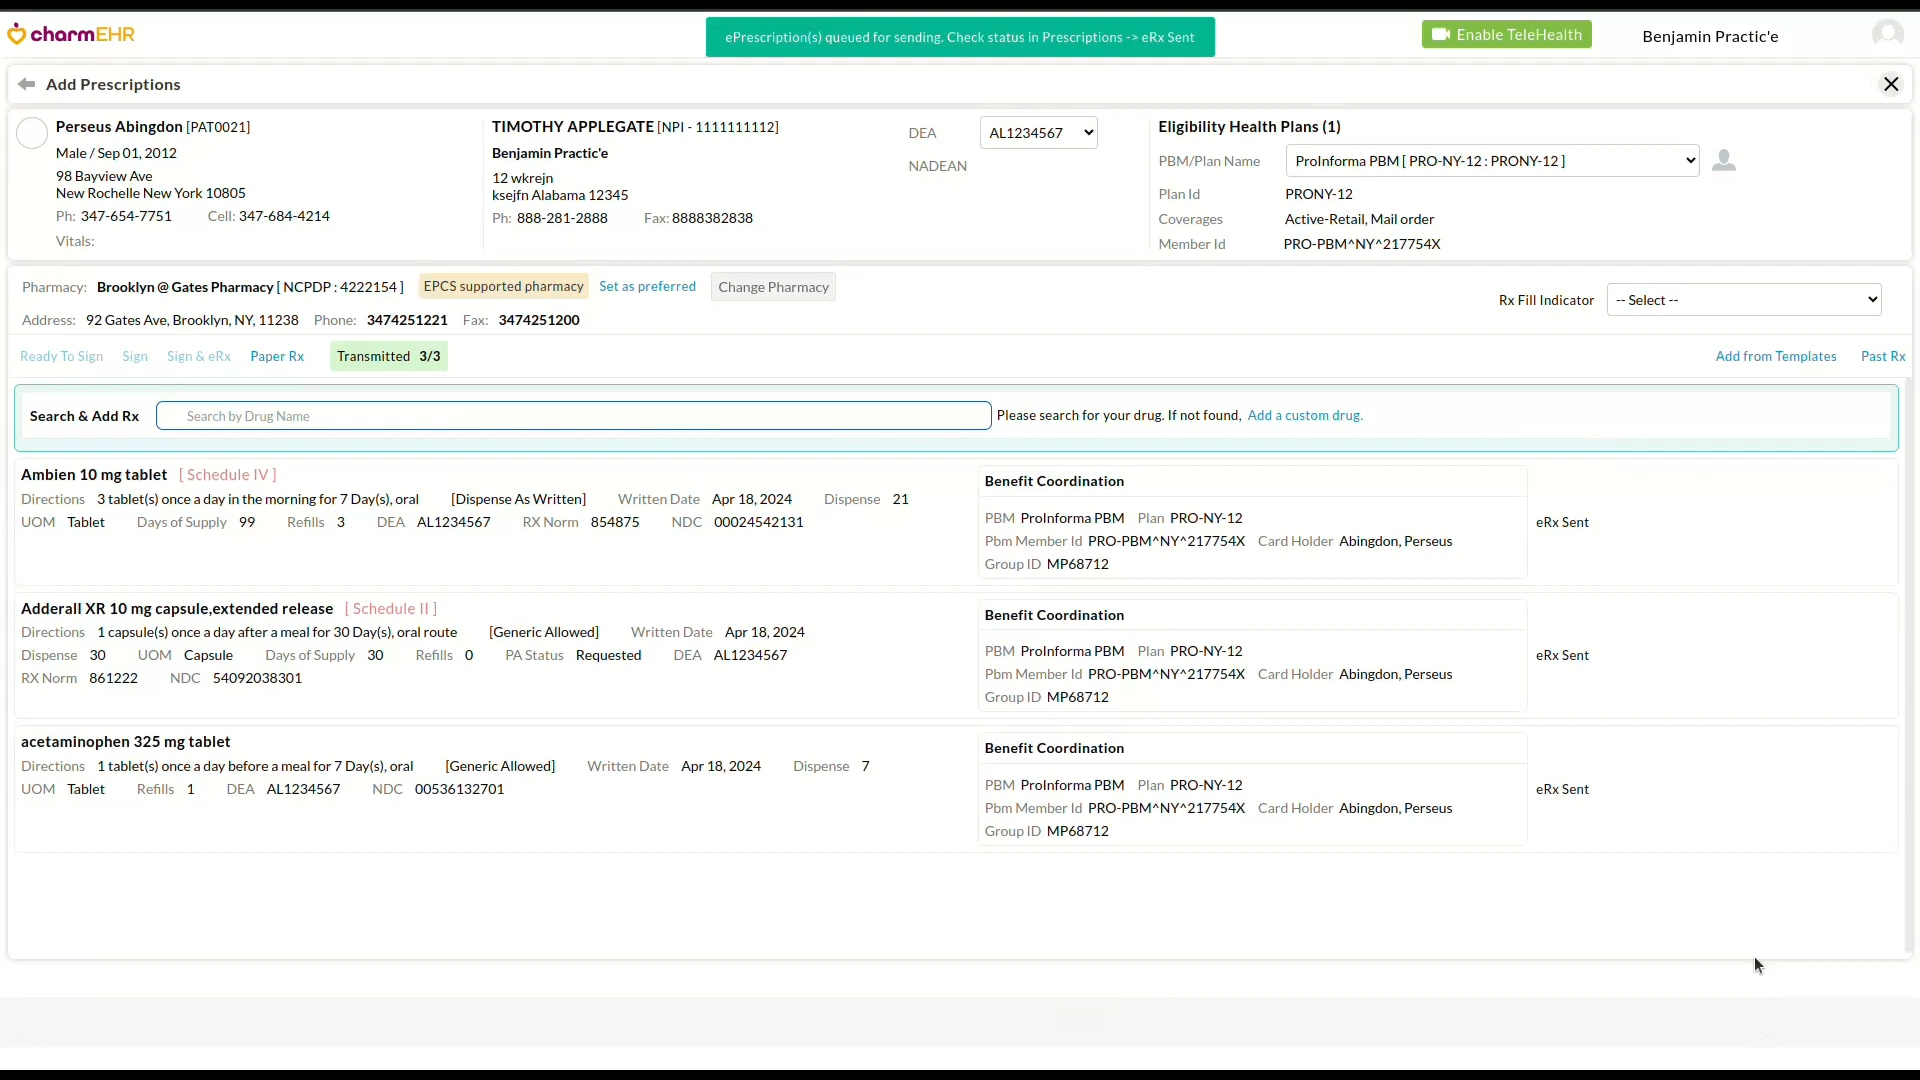 charmEHR
ePrescription(s) queued for sending. Check status in Prescriptions -> eRx Sent
Enable TeleHealth
Benjamin Practic'e
Add Prescriptions
Perseus Abingdon [PAT0021]
Male / Sep 01, 2012
98 Bayview Ave
New Rochelle New York 10805
Ph: 347-654-7751 Cell: 347-684-4214
Vitals:
TIMOTHY APPLEGATE [NPI - 1111111112]
Benjamin Practic'e
12 wkrejn
ksejfn Alabama 12345
Ph: 888-281-2888 Fax: 8888382838
DEA AL1234567
NADEAN
Eligibility Health Plans (1)
PBM/Plan Name ProInforma PBM [ PRO-NY-12 : PRONY-12 ]
Plan Id PRONY-12
Coverages Active-Retail, Mail order
Member Id PRO-PBM^NY^217754X
Pharmacy: Brooklyn @ Gates Pharmacy [ NCPDP : 4222154 ] EPCS supported pharmacy Set as preferred Change Pharmacy
Address: 92 Gates Ave, Brooklyn, NY, 11238 Phone: 3474251221 Fax: 3474251200
Rx Fill Indicator -- Select --
Ready To Sign Sign Sign & eRx Paper Rx Transmitted 3/3 Add from Templates Past Rx
Search & Add Rx Search by Drug Name Please search for your drug. If not found, Add a custom drug.
Ambien 10 mg tablet [ Schedule IV ]
Directions 3 tablet(s) once a day in the morning for 7 Day(s), oral [Dispense As Written] Written Date Apr 18, 2024 Dispense 21
UOM Tablet Days of Supply 99 Refills 3 DEA AL1234567 RX Norm 854875 NDC 00024542131
Benefit Coordination
PBM ProInforma PBM Plan PRO-NY-12
Pbm Member Id PRO-PBM^NY^217754X Card Holder Abingdon, Perseus
Group ID MP68712
eRx Sent
Adderall XR 10 mg capsule,extended release [ Schedule II ]
Directions 1 capsule(s) once a day after a meal for 30 Day(s), oral route [Generic Allowed] Written Date Apr 18, 2024
Dispense 30 UOM Capsule Days of Supply 30 Refills 0 PA Status Requested DEA AL1234567
RX Norm 861222 NDC 54092038301
Benefit Coordination
PBM ProInforma PBM Plan PRO-NY-12
Pbm Member Id PRO-PBM^NY^217754X Card Holder Abingdon, Perseus
Group ID MP68712
eRx Sent
acetaminophen 325 mg tablet
Directions 1 tablet(s) once a day before a meal for 7 Day(s), oral [Generic Allowed] Written Date Apr 18, 2024 Dispense 7
UOM Tablet Refills 1 DEA AL1234567 NDC 00536132701
Benefit Coordination
PBM ProInforma PBM Plan PRO-NY-12
Pbm Member Id PRO-PBM^NY^217754X Card Holder Abingdon, Perseus
Group ID MP68712
eRx Sent